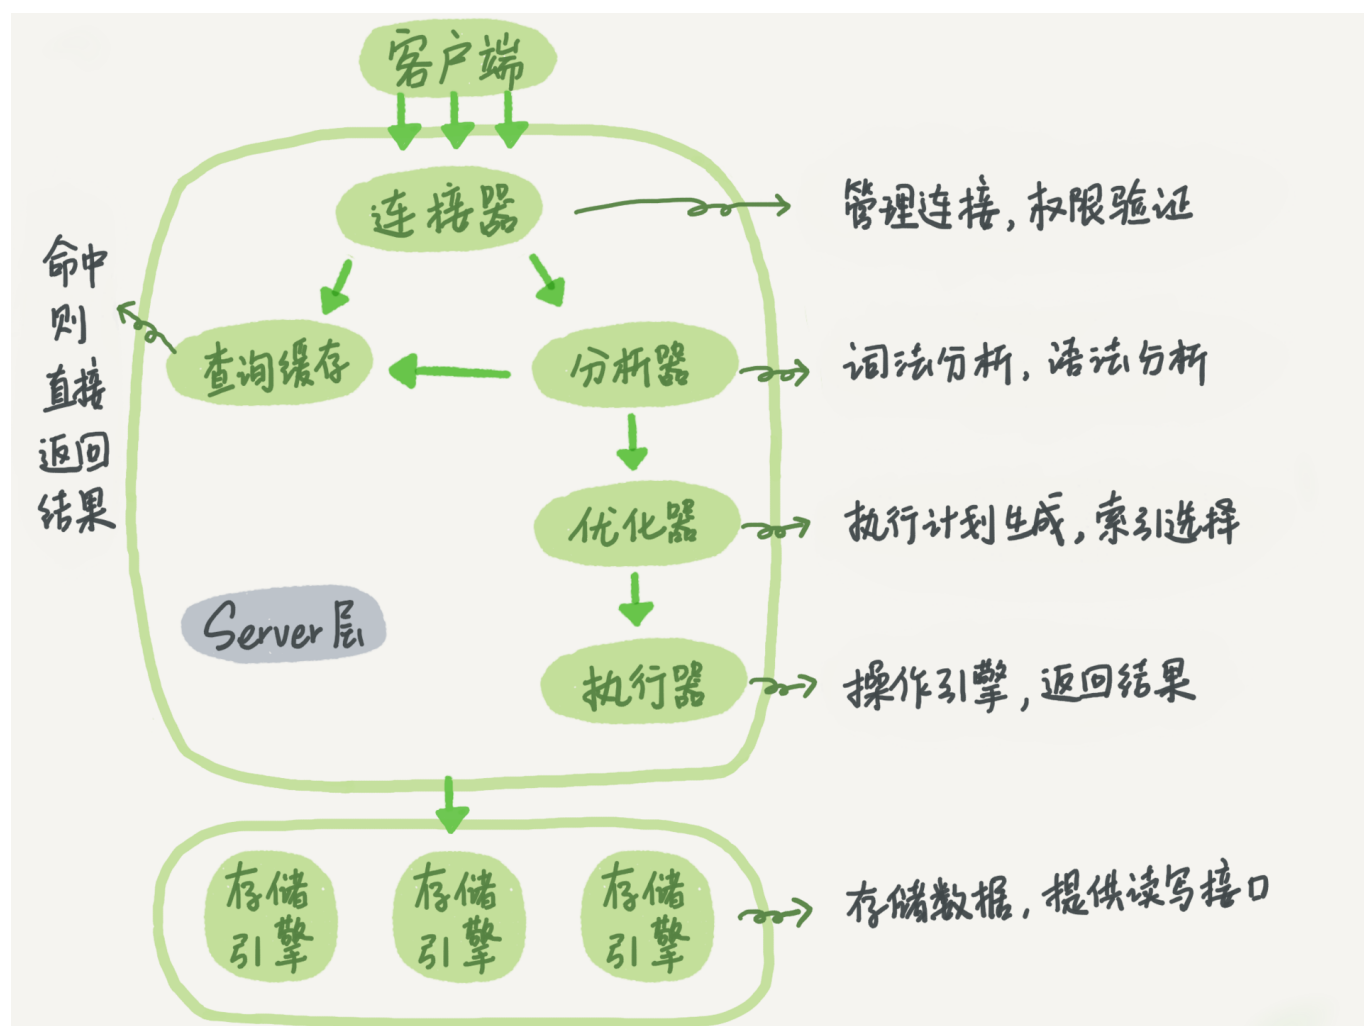 客户端
连接器
管理连接，权限验证
命中
则
直接
返回
结果
查询缓存
分析器
词法分析，语法分析
优化器
执行计划生成，索引选择
Server层
执行器
操作引擎，返回结果
存储
引擎
存储
引擎
存储
引擎
存储数据，提供读写接口